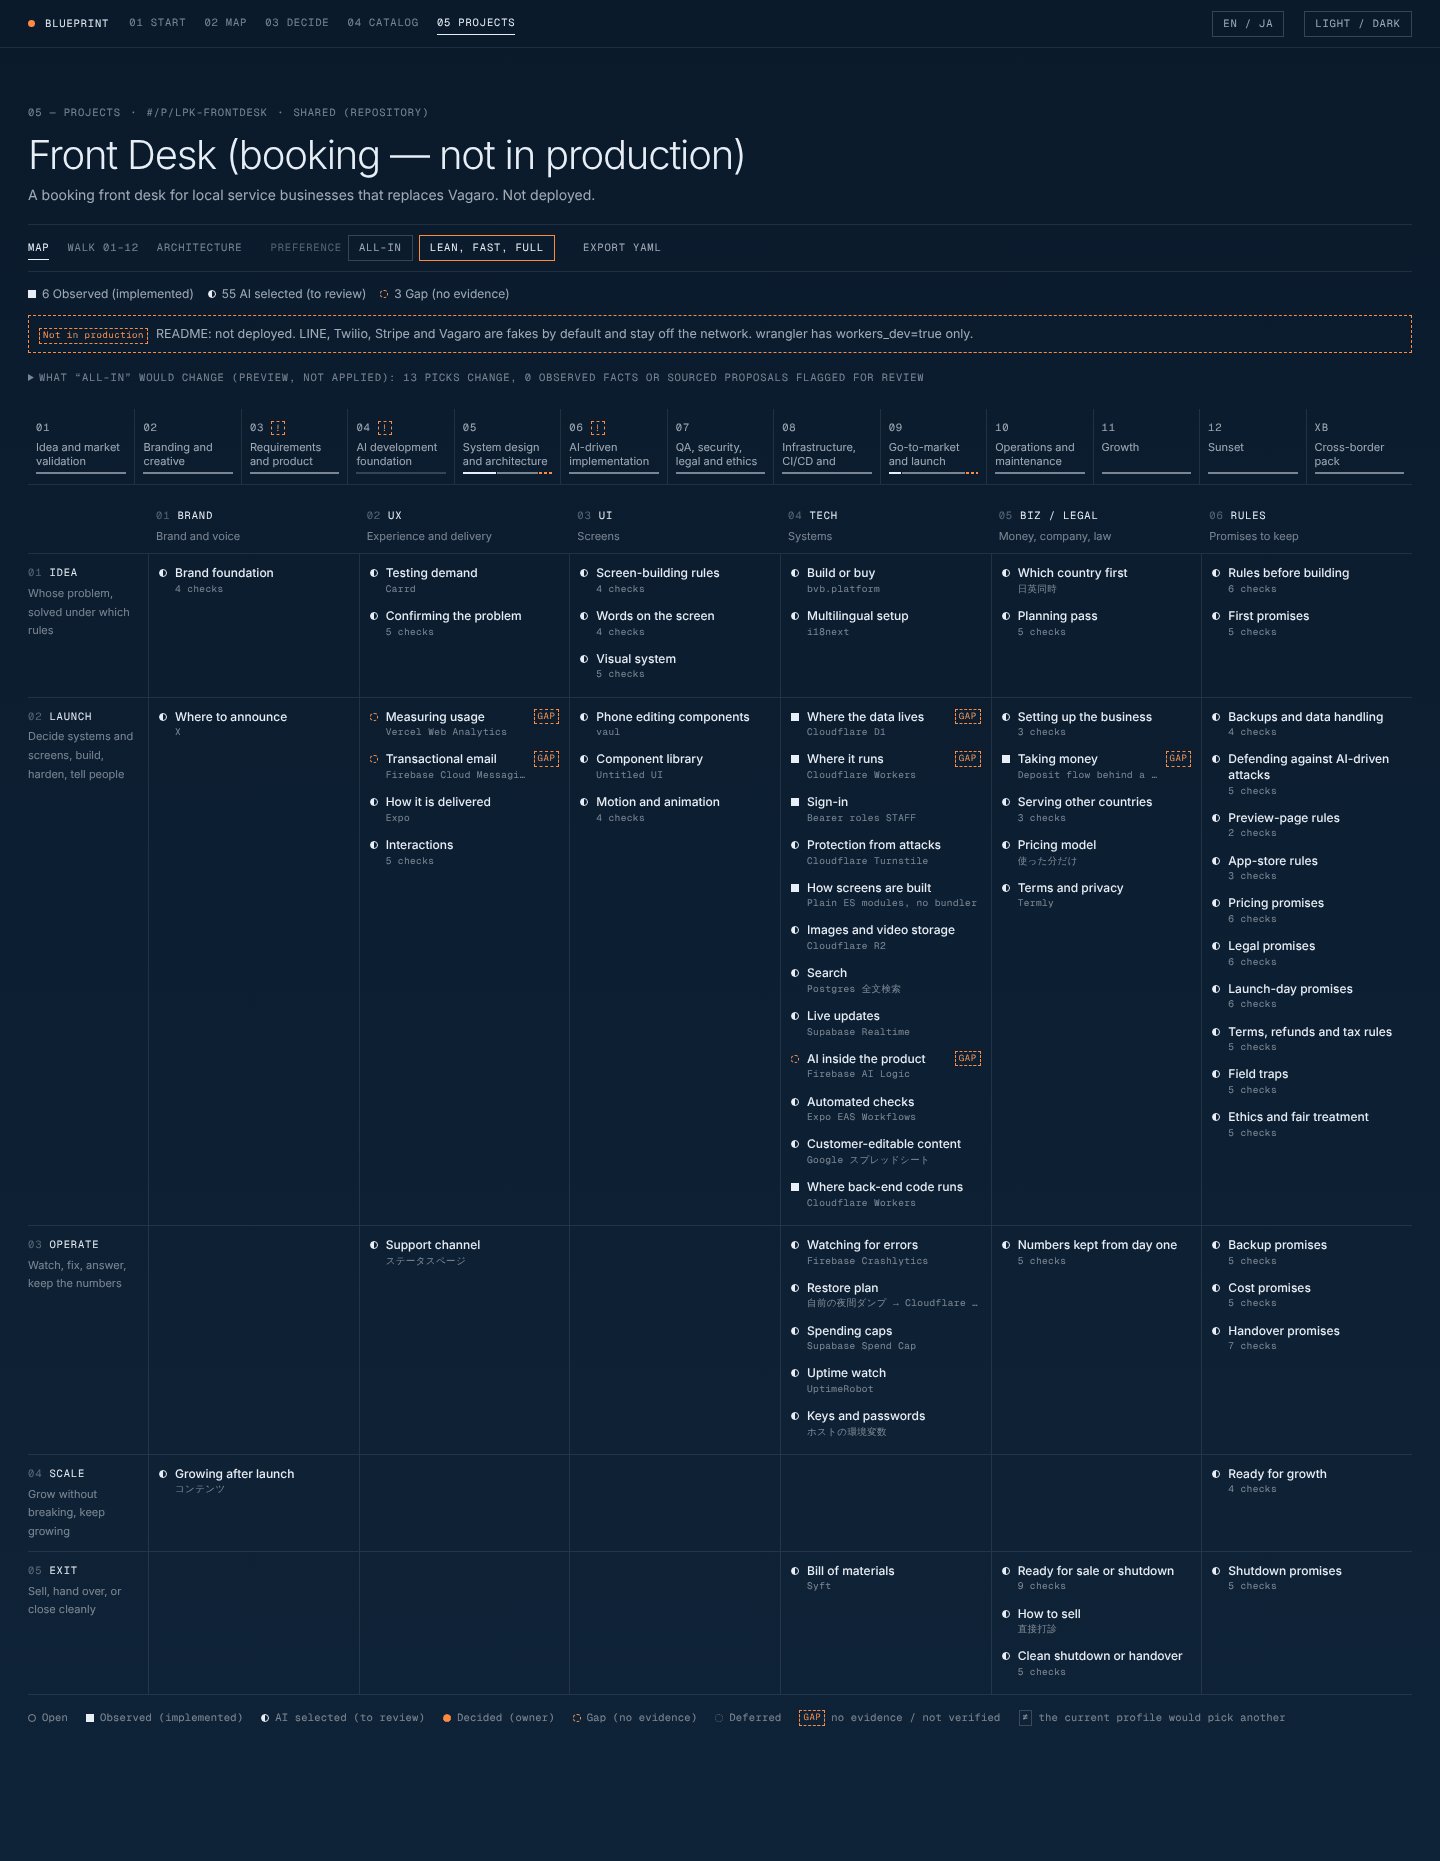 BLUEPRINT 01 START 02 MAP 03 DECIDE 04 CATALOG 05 PROJECTS EN / JA LIGHT / DARK
05 — PROJECTS · #/P/LPK-FRONTDESK · SHARED (REPOSITORY)
Front Desk (booking — not in production)
A booking front desk for local service businesses that replaces Vagaro. Not deployed.
MAP WALK 01–12 ARCHITECTURE PREFERENCE ALL-IN LEAN, FAST, FULL EXPORT YAML
6 Observed (implemented) 55 AI selected (to review) 3 Gap (no evidence)
Not in production README: not deployed. LINE, Twilio, Stripe and Vagaro are fakes by default and stay off the network. wrangler has workers_dev=true only.
▶ WHAT “ALL-IN” WOULD CHANGE (PREVIEW, NOT APPLIED): 13 PICKS CHANGE, 0 OBSERVED FACTS OR SOURCED PROPOSALS FLAGGED FOR REVIEW
01
Idea and market
validation
02
Branding and
creative
03 !
Requirements
and product
04 !
AI development
foundation
05
System design
and architecture
06 !
AI-driven
implementation
07
QA, security,
legal and ethics
08
Infrastructure,
CI/CD and
09
Go-to-market
and launch
10
Operations and
maintenance
11
Growth
12
Sunset
XB
Cross-border
pack
01 BRAND
Brand and voice
02 UX
Experience and delivery
03 UI
Screens
04 TECH
Systems
05 BIZ / LEGAL
Money, company, law
06 RULES
Promises to keep
01 IDEA
Whose problem,
solved under which
rules
Brand foundation
4 checks
Testing demand
Carrd
Confirming the problem
5 checks
Screen-building rules
4 checks
Words on the screen
4 checks
Visual system
5 checks
Build or buy
bvb.platform
Multilingual setup
i18next
Which country first
日英同時
Planning pass
5 checks
Rules before building
6 checks
First promises
5 checks
02 LAUNCH
Decide systems and
screens, build,
harden, tell people
Where to announce
X
Measuring usage GAP
Vercel Web Analytics
Transactional email GAP
Firebase Cloud Messagi…
How it is delivered
Expo
Interactions
5 checks
Phone editing components
vaul
Component library
Untitled UI
Motion and animation
4 checks
Where the data lives GAP
Cloudflare D1
Where it runs GAP
Cloudflare Workers
Sign-in
Bearer roles STAFF
Protection from attacks
Cloudflare Turnstile
How screens are built
Plain ES modules, no bundler
Images and video storage
Cloudflare R2
Search
Postgres 全文検索
Live updates
Supabase Realtime
AI inside the product GAP
Firebase AI Logic
Automated checks
Expo EAS Workflows
Customer-editable content
Google スプレッドシート
Where back-end code runs
Cloudflare Workers
Setting up the business
3 checks
Taking money GAP
Deposit flow behind a …
Serving other countries
3 checks
Pricing model
使った分だけ
Terms and privacy
Termly
Backups and data handling
4 checks
Defending against AI-driven
attacks
5 checks
Preview-page rules
2 checks
App-store rules
3 checks
Pricing promises
6 checks
Legal promises
6 checks
Launch-day promises
6 checks
Terms, refunds and tax rules
5 checks
Field traps
5 checks
Ethics and fair treatment
5 checks
03 OPERATE
Watch, fix, answer,
keep the numbers
Support channel
ステータスページ
Watching for errors
Firebase Crashlytics
Restore plan
自前の夜間ダンプ → Cloudflare …
Spending caps
Supabase Spend Cap
Uptime watch
UptimeRobot
Keys and passwords
ホストの環境変数
Numbers kept from day one
5 checks
Backup promises
5 checks
Cost promises
5 checks
Handover promises
7 checks
04 SCALE
Grow without
breaking, keep
growing
Growing after launch
コンテンツ
Ready for growth
4 checks
05 EXIT
Sell, hand over, or
close cleanly
Bill of materials
Syft
Ready for sale or shutdown
9 checks
How to sell
直接打診
Clean shutdown or handover
5 checks
Shutdown promises
5 checks
Open Observed (implemented) AI selected (to review) Decided (owner) Gap (no evidence) Deferred GAP no evidence / not verified ≠ the current profile would pick another